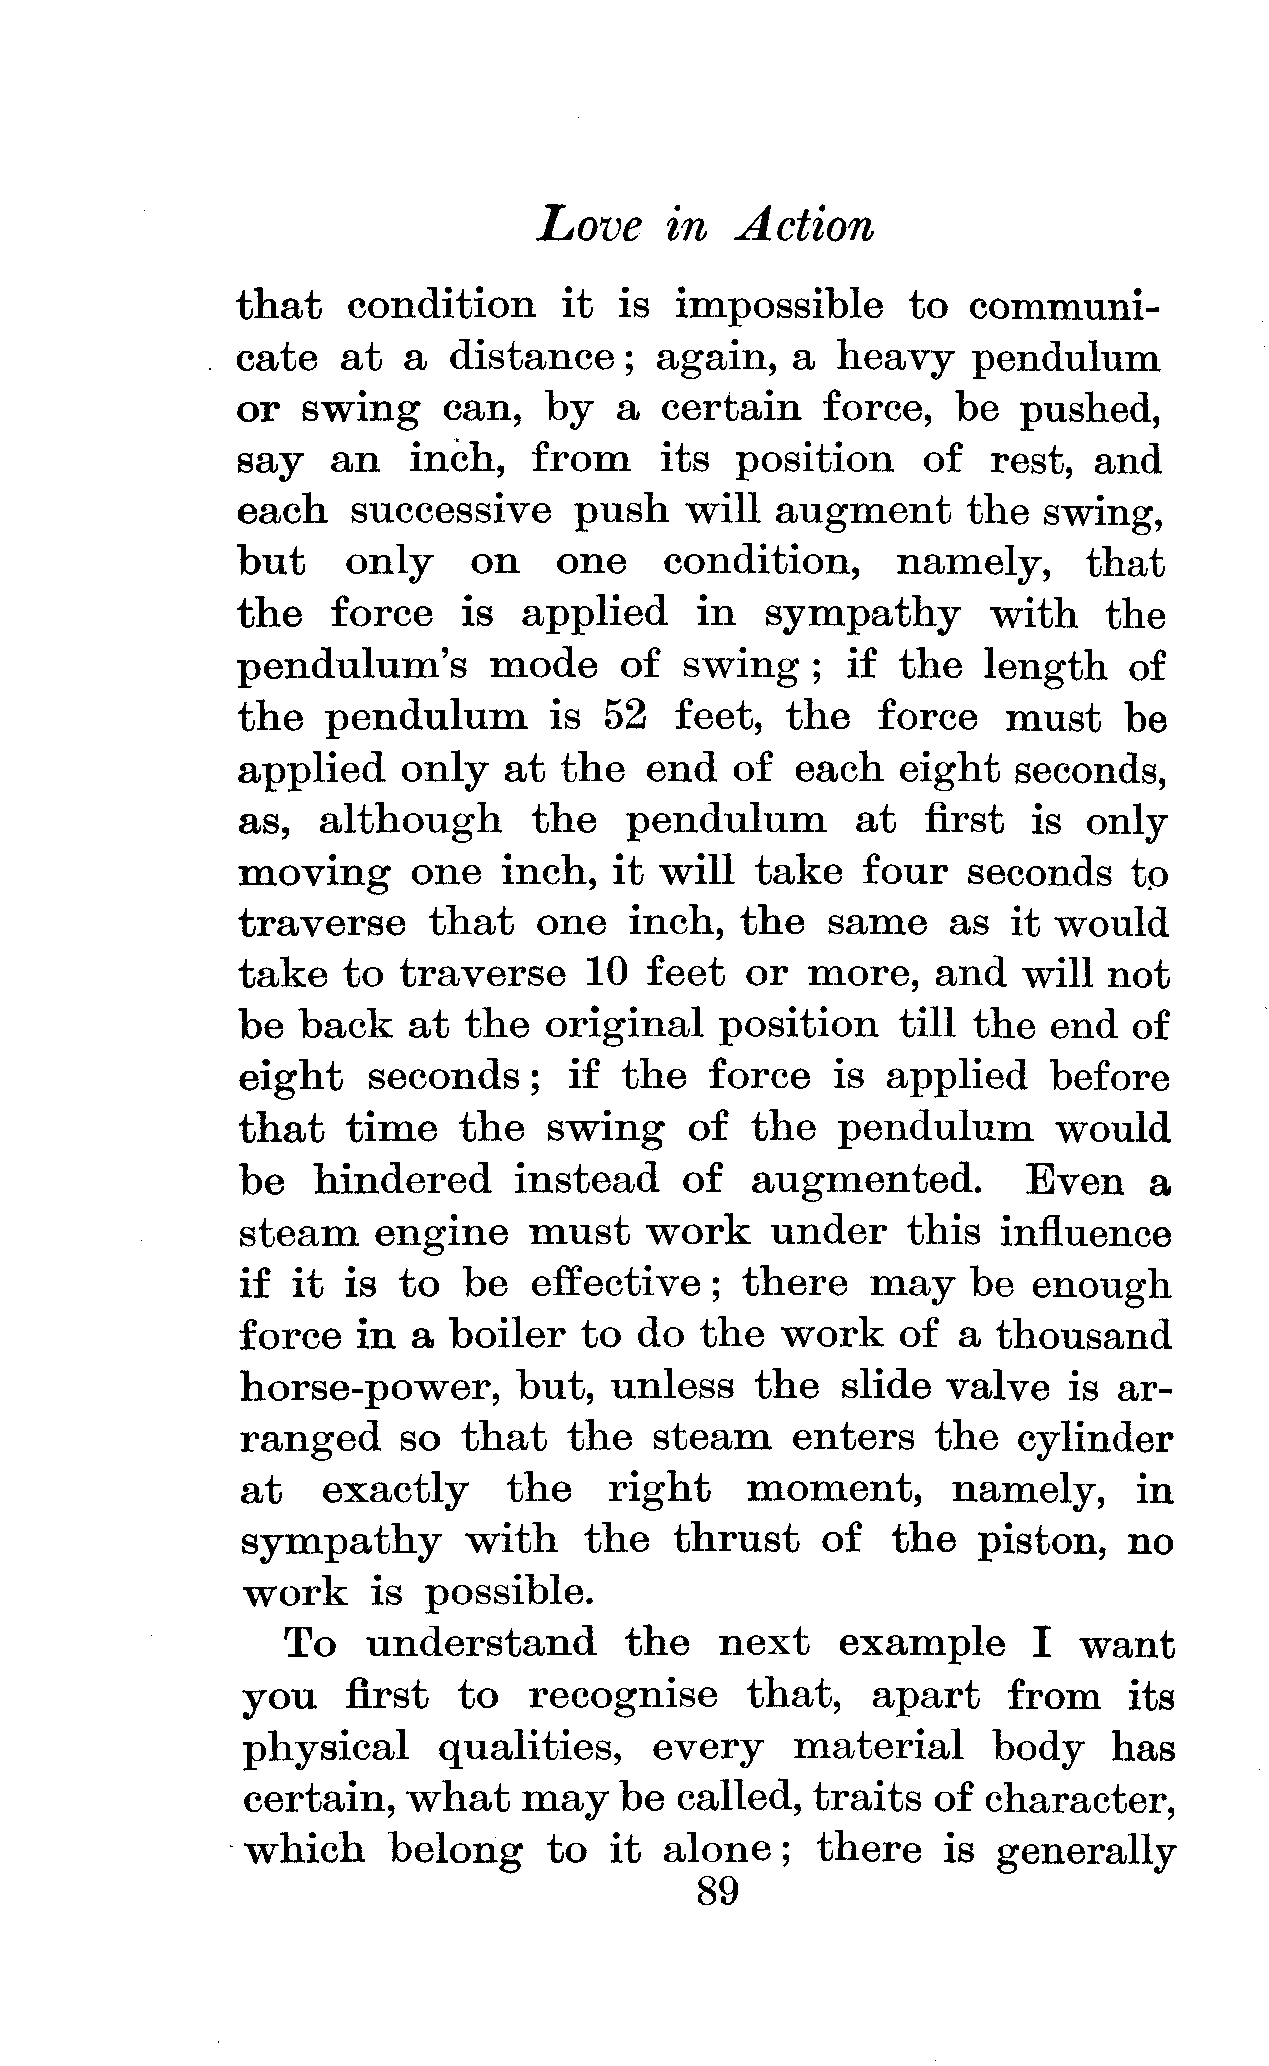 Love in Action
that condition it is impossible to communi-
cate at a distance; again, a heavy pendulum
or swing can, by a certain force, be pushed,
say an inch, from its position of rest, and
each successive push will augment the swing,
but only on one condition, namely, that
the force is applied in sympathy with the
pendulum's mode of swing; if the length of
the pendulum is 52 feet, the force must be
applied only at the end of each eight seconds,
as, although the pendulum at first is only
moving one inch, it will take four seconds to
traverse that one inch, the same as it would
take to traverse 10 feet or more, and will not
be back at the original position till the end of
eight seconds; if the force is applied before
that time the swing of the pendulum would
be hindered instead of augmented. Even a
steam engine must work under this influence
if it is to be effective; there may be enough
force in a boiler to do the work of a thousand
horse-power, but, unless the slide valve is ar-
ranged so that the steam enters the cylinder
at exactly the right moment, namely, in
sympathy with the thrust of the piston, no
work is possible.
To understand the next example I want
you first to recognise that, apart from its
physical qualities, every material body has
certain, what may be called, traits of character,
which belong to it alone; there is generally
89